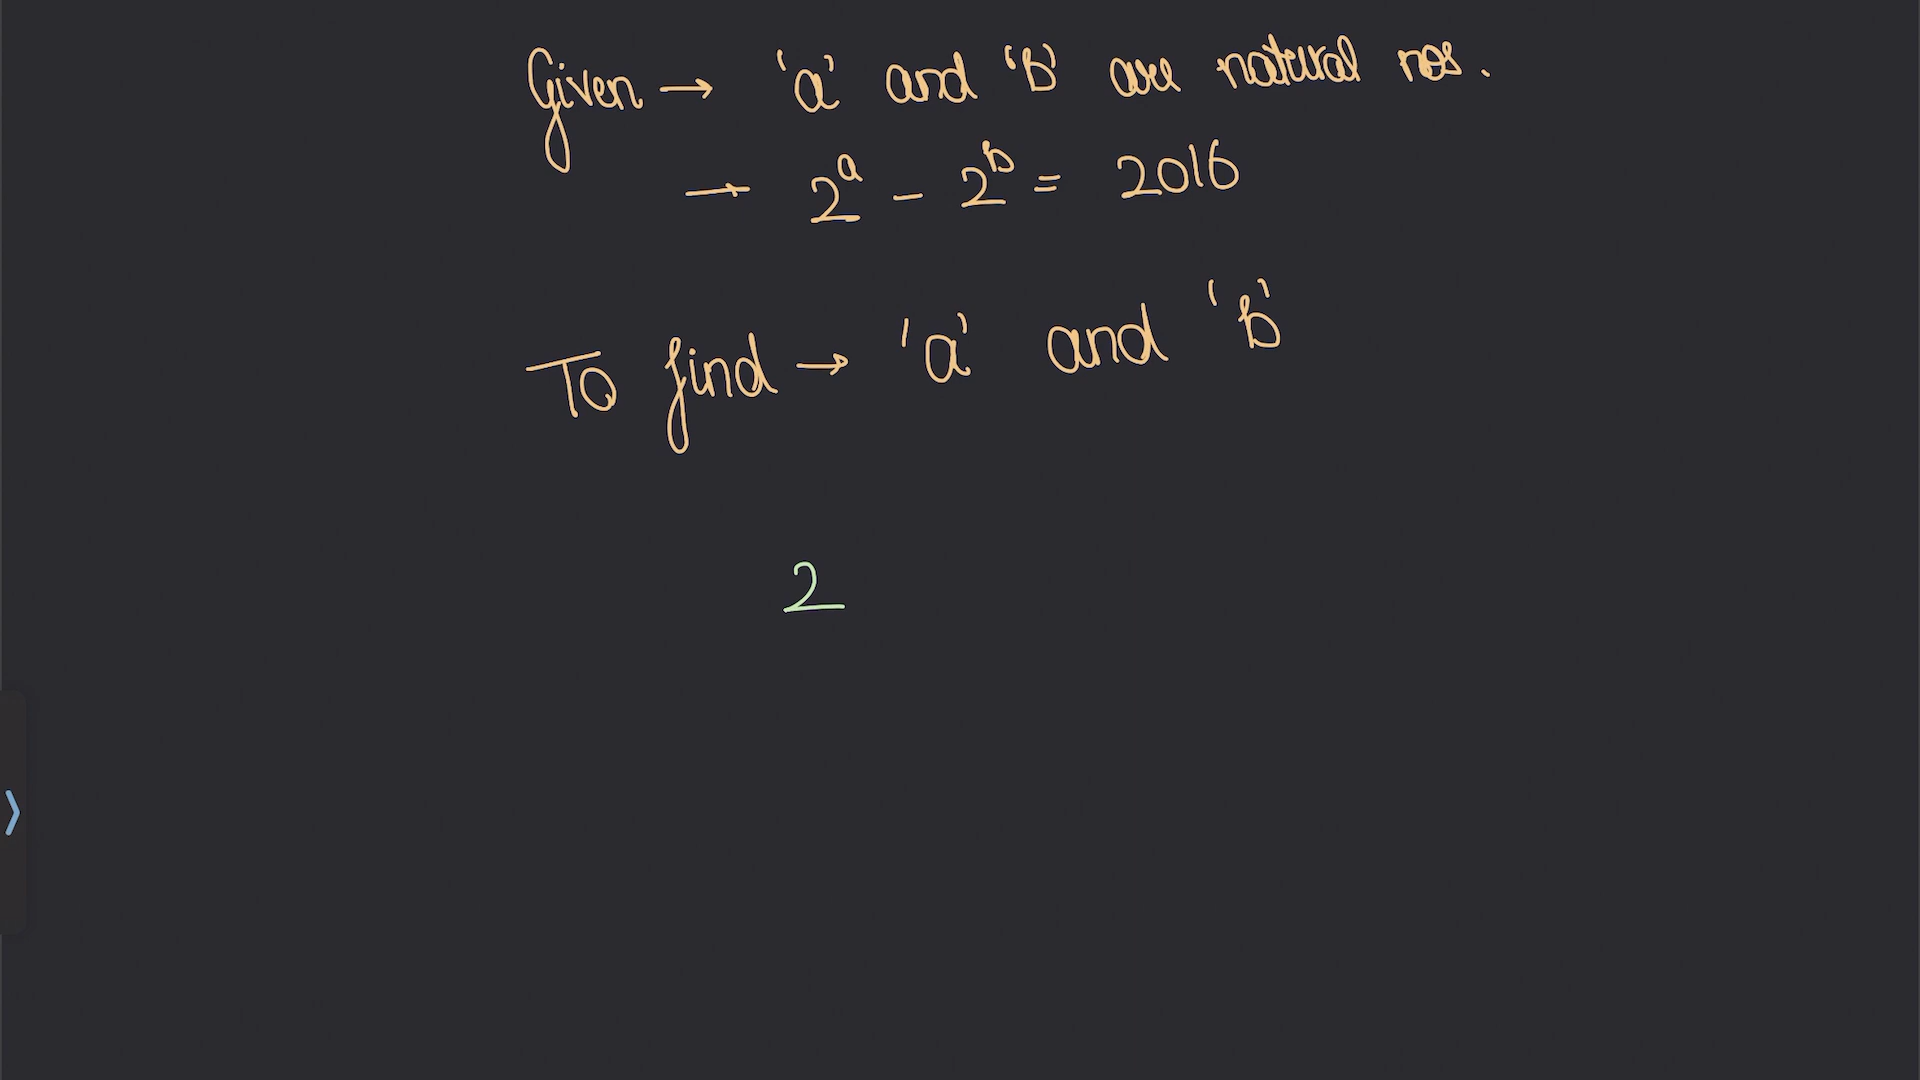 Given → 'a' and 'b' are natural nos.
→ 2^a - 2^b = 2016
To find → 'a' and 'b'
2